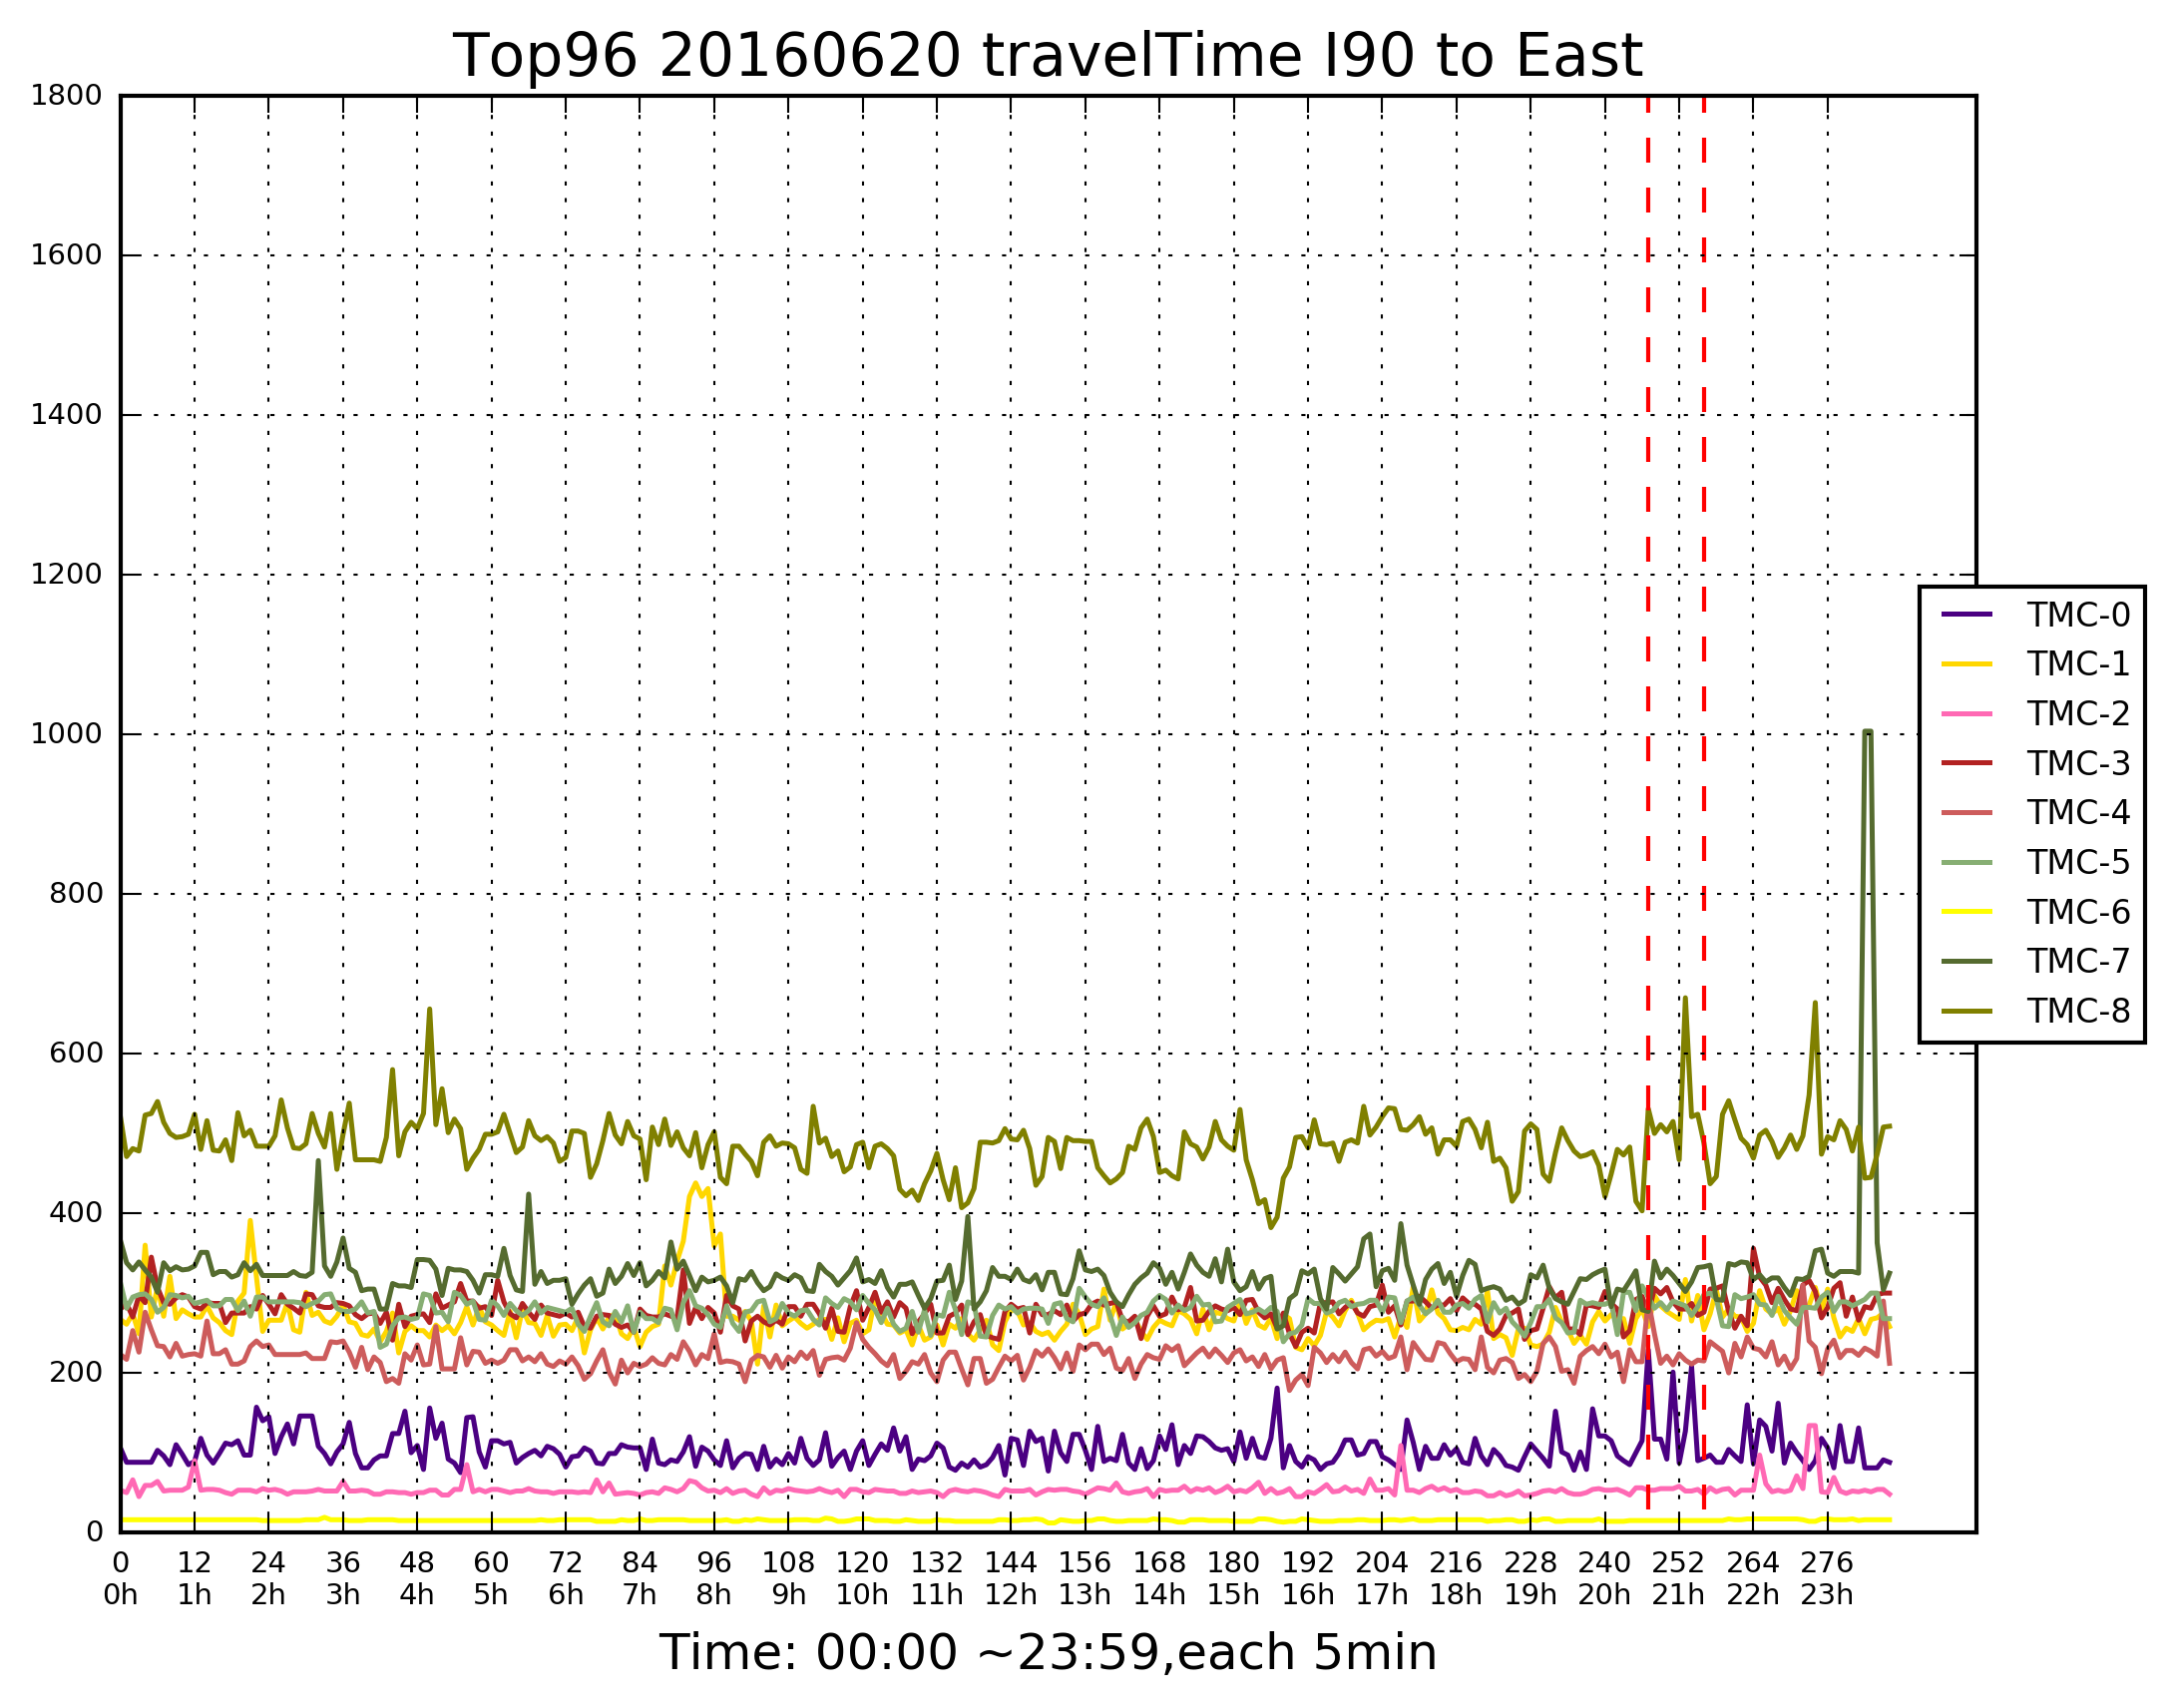 Top96 20160620 travelTime I90 to East
1800
1600
1400
1200
1000
800
600
400
200
0
TMC-0
TMC-1
TMC-2
TMC-3
TMC-4
TMC-5
TMC-6
TMC-7
TMC-8
0 12 24 36 48 60 72 84 96 108 120 132 144 156 168 180 192 204 216 228 240 252 264 276
0h 1h 2h 3h 4h 5h 6h 7h 8h 9h 10h 11h 12h 13h 14h 15h 16h 17h 18h 19h 20h 21h 22h 23h
Time: 00:00 ~23:59,each 5min